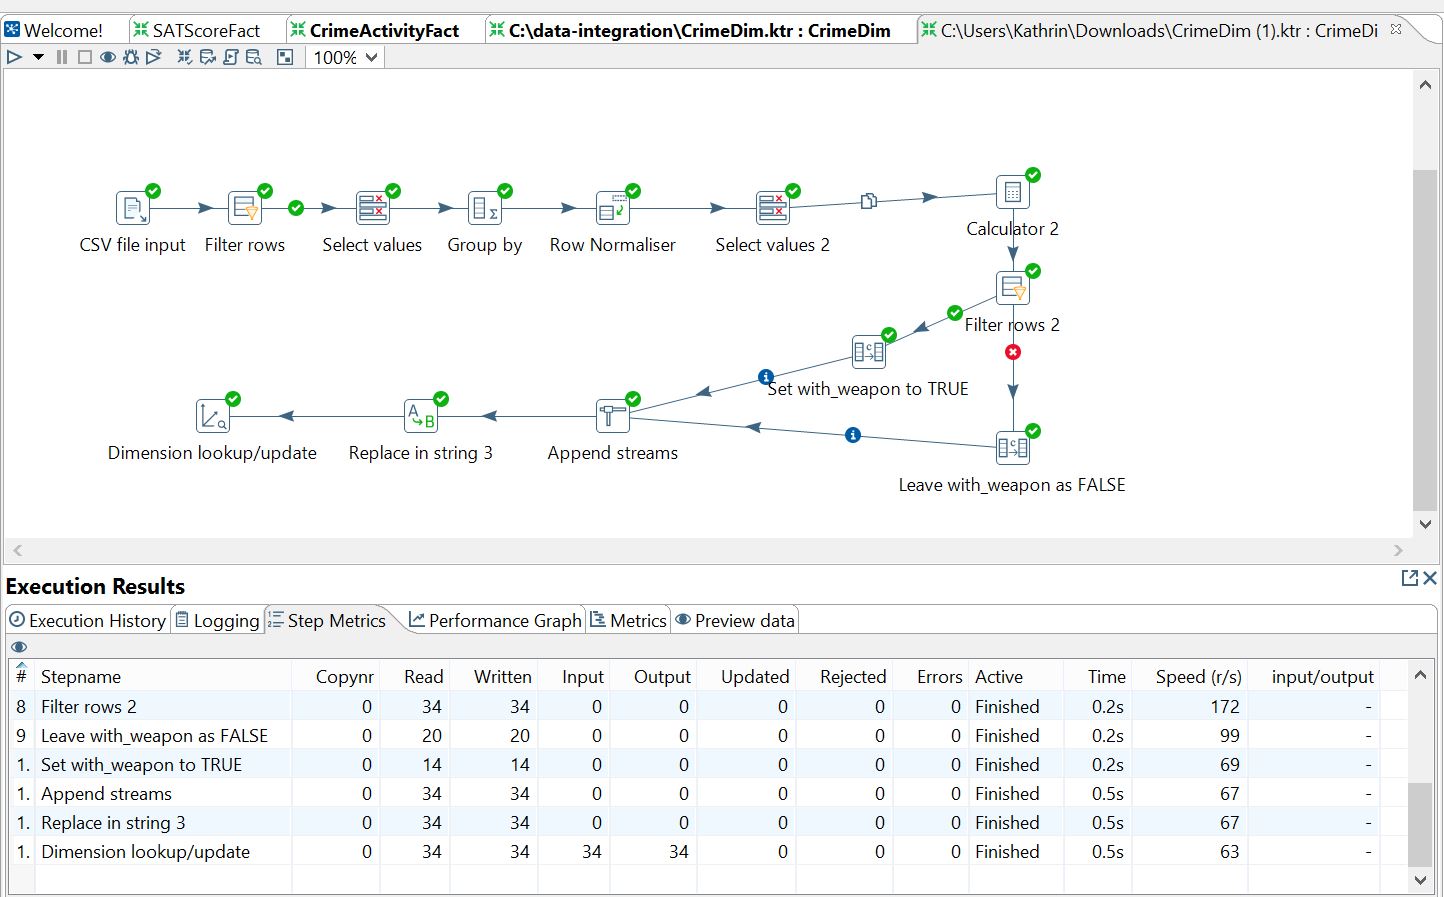 Welcome! SATScoreFact CrimeActivityFact C:\data-integration\CrimeDim.ktr : CrimeDim C:\Users\Kathrin\Downloads\CrimeDim (1).ktr : CrimeDi
100%
CSV file input Filter rows Select values Group by Row Normaliser Select values 2 Calculator 2
Filter rows 2
Set with_weapon to TRUE
Dimension lookup/update Replace in string 3 Append streams
Leave with_weapon as FALSE
Execution Results
Execution History Logging Step Metrics Performance Graph Metrics Preview data
# Stepname Copynr Read Written Input Output Updated Rejected Errors Active Time Speed (r/s) input/output
8 Filter rows 2 0 34 34 0 0 0 0 0 Finished 0.2s 172 -
9 Leave with_weapon as FALSE 0 20 20 0 0 0 0 0 Finished 0.2s 99 -
1. Set with_weapon to TRUE 0 14 14 0 0 0 0 0 Finished 0.2s 69 -
1. Append streams 0 34 34 0 0 0 0 0 Finished 0.5s 67 -
1. Replace in string 3 0 34 34 0 0 0 0 0 Finished 0.5s 67 -
1. Dimension lookup/update 0 34 34 34 34 0 0 0 Finished 0.5s 63 -